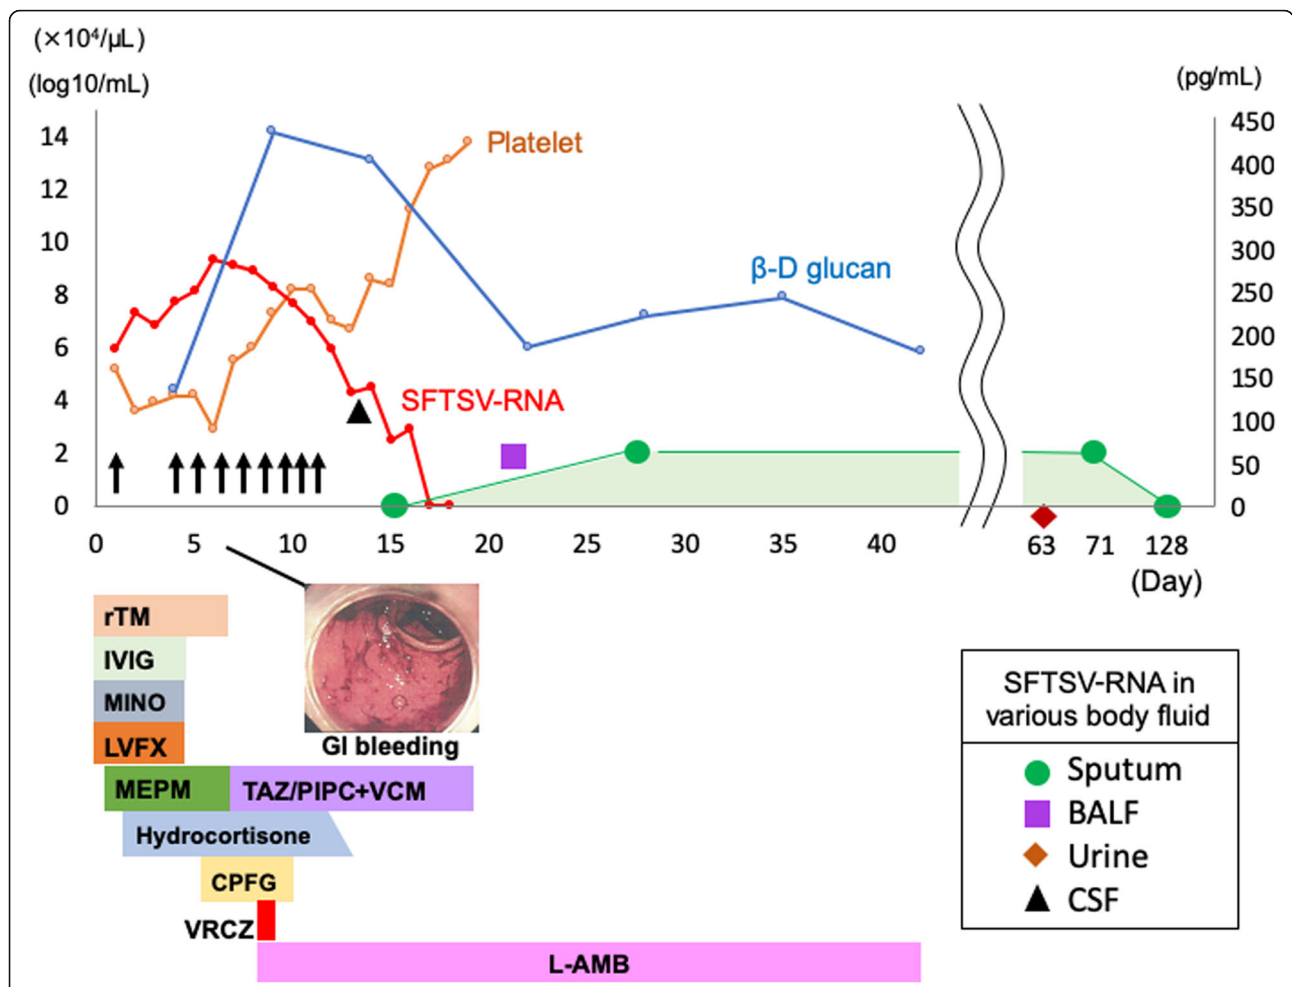 (×10⁴/μL)
(log10/mL)
(pg/mL)
14
12
10
8
6
4
2
0
450
400
350
300
250
200
150
100
50
0
Platelet
β-D glucan
SFTSV-RNA
0 5 10 15 20 25 30 35 40 63 71 128
(Day)
rTM
IVIG
MINO
LVFX
MEPM TAZ/PIPC+VCM
Hydrocortisone
CPFG
VRCZ
L-AMB
GI bleeding
SFTSV-RNA in
various body fluid
Sputum
BALF
Urine
CSF